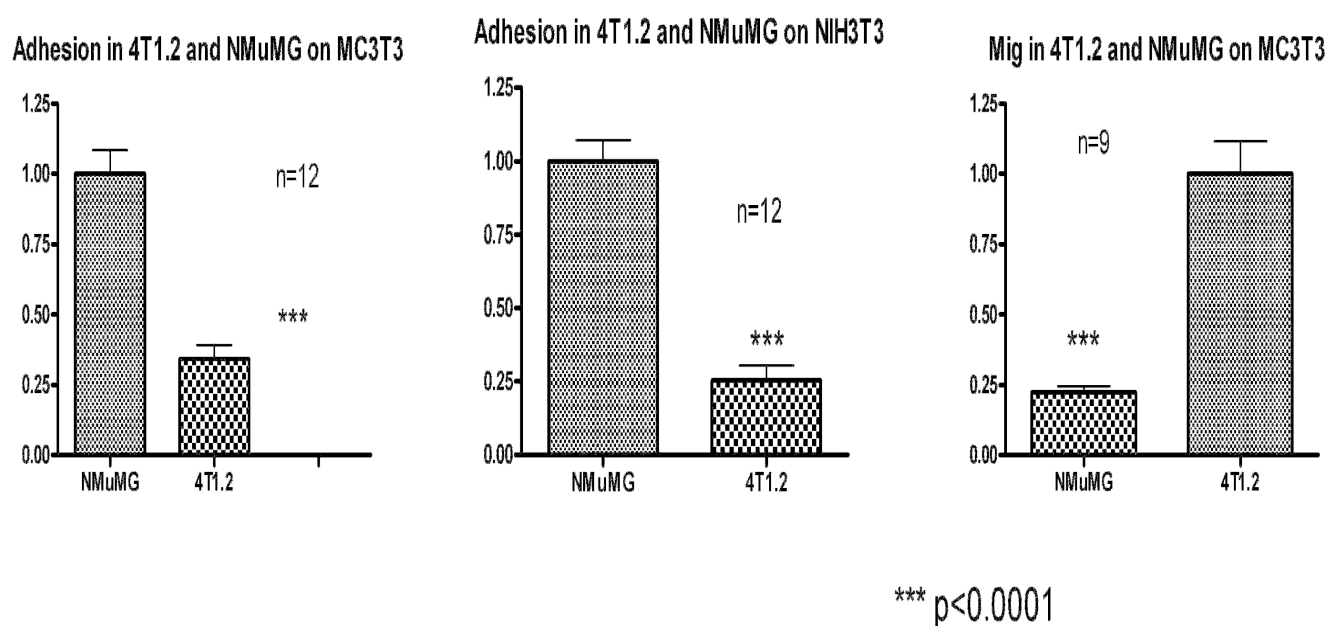 Adhesion in 4T1.2 and NMuMG on MC3T3
1.25
1.00
0.75
0.50
0.25
0.00
n=12
***
NMuMG
4T1.2
Adhesion in 4T1.2 and NMuMG on NIH3T3
1.25
1.00
0.75
0.50
0.25
0.00
n=12
***
NMuMG
4T1.2
Mig in 4T1.2 and NMuMG on MC3T3
1.25
1.00
0.75
0.50
0.25
0.00
n=9
***
NMuMG
4T1.2
*** p<0.0001